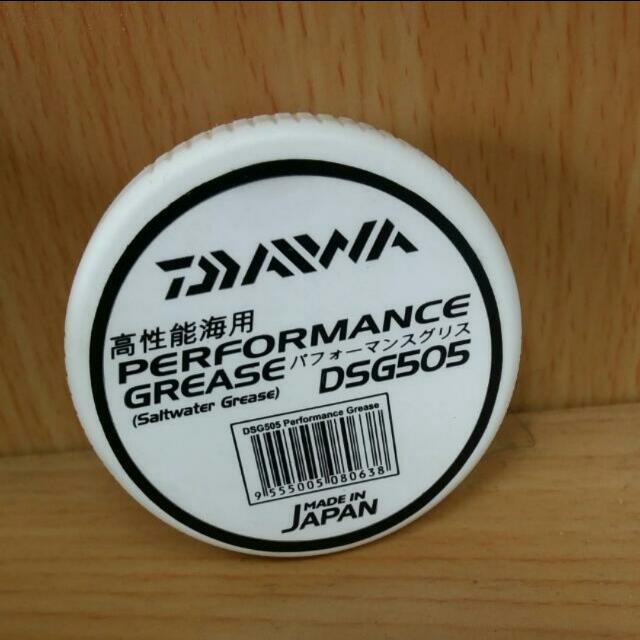 DAIWA
高性能海用
PERFORMANCE
GREASE パフォーマンスグリス
(Saltwater Grease) DSG505
DSG505 Performance Grease
9 555005 080638
MADE IN
JAPAN